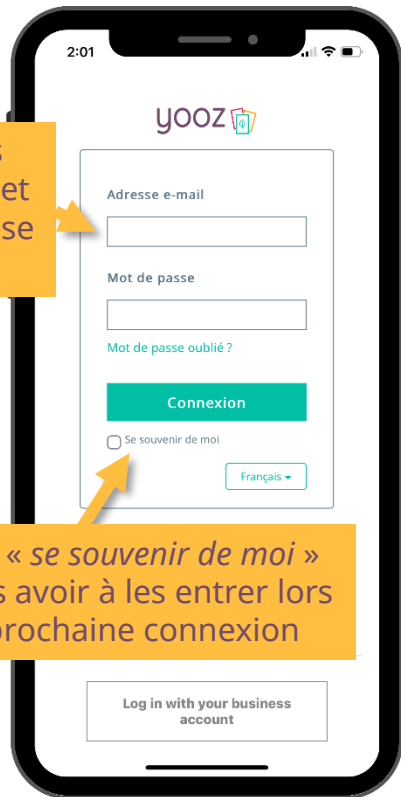 2:01
yooz
s
et
se
Adresse e-mail
Mot de passe
Mot de passe oublié ?
Connexion
Se souvenir de moi
Français
« se souvenir de moi »
s avoir à les entrer lors
prochaine connexion
Log in with your business
account